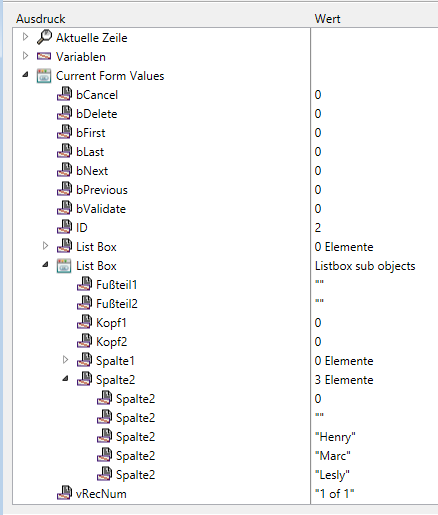 Ausdruck Wert
Aktuelle Zeile
Variablen
Current Form Values
bCancel 0
bDelete 0
bFirst 0
bLast 0
bNext 0
bPrevious 0
bValidate 0
ID 2
List Box 0 Elemente
List Box Listbox sub objects
Fußteil1 ""
Fußteil2 ""
Kopf1 0
Kopf2 0
Spalte1 0 Elemente
Spalte2 3 Elemente
Spalte2 0
Spalte2 ""
Spalte2 "Henry"
Spalte2 "Marc"
Spalte2 "Lesly"
vRecNum "1 of 1"